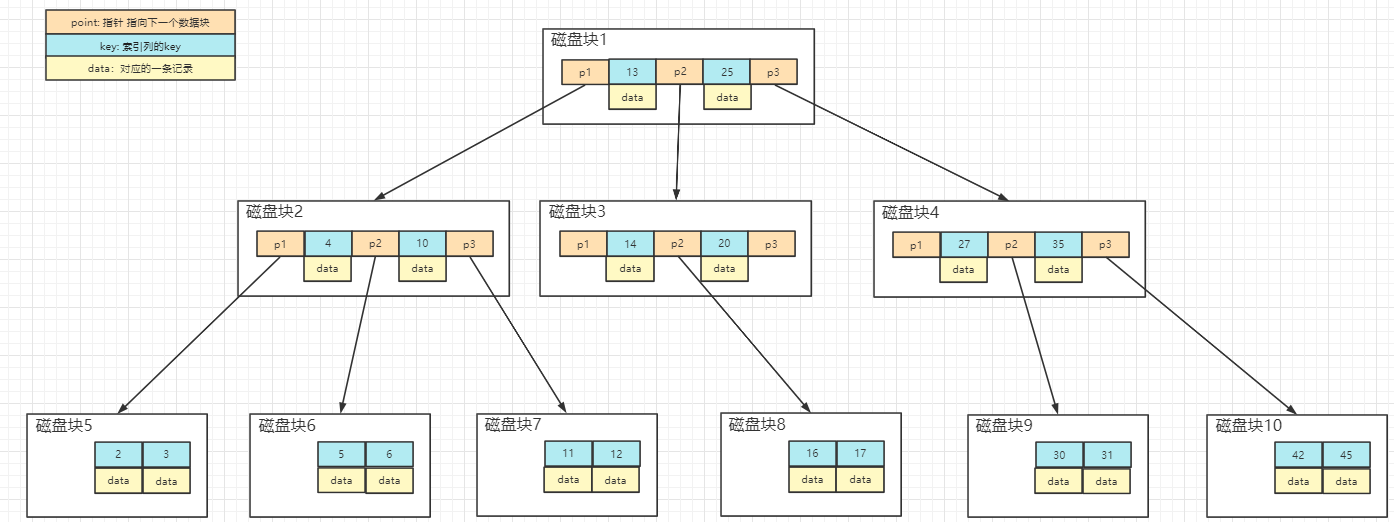 point: 指针 指向下一个数据块
key: 索引列的key
data：对应的一条记录
磁盘块1
p1 13 p2 25 p3
data data
磁盘块2
p1 4 p2 10 p3
data data
磁盘块3
p1 14 p2 20 p3
data data
磁盘块4
p1 27 p2 35 p3
data data
磁盘块5
2 3
data data
磁盘块6
5 6
data data
磁盘块7
11 12
data data
磁盘块8
16 17
data data
磁盘块9
30 31
data data
磁盘块10
42 45
data data